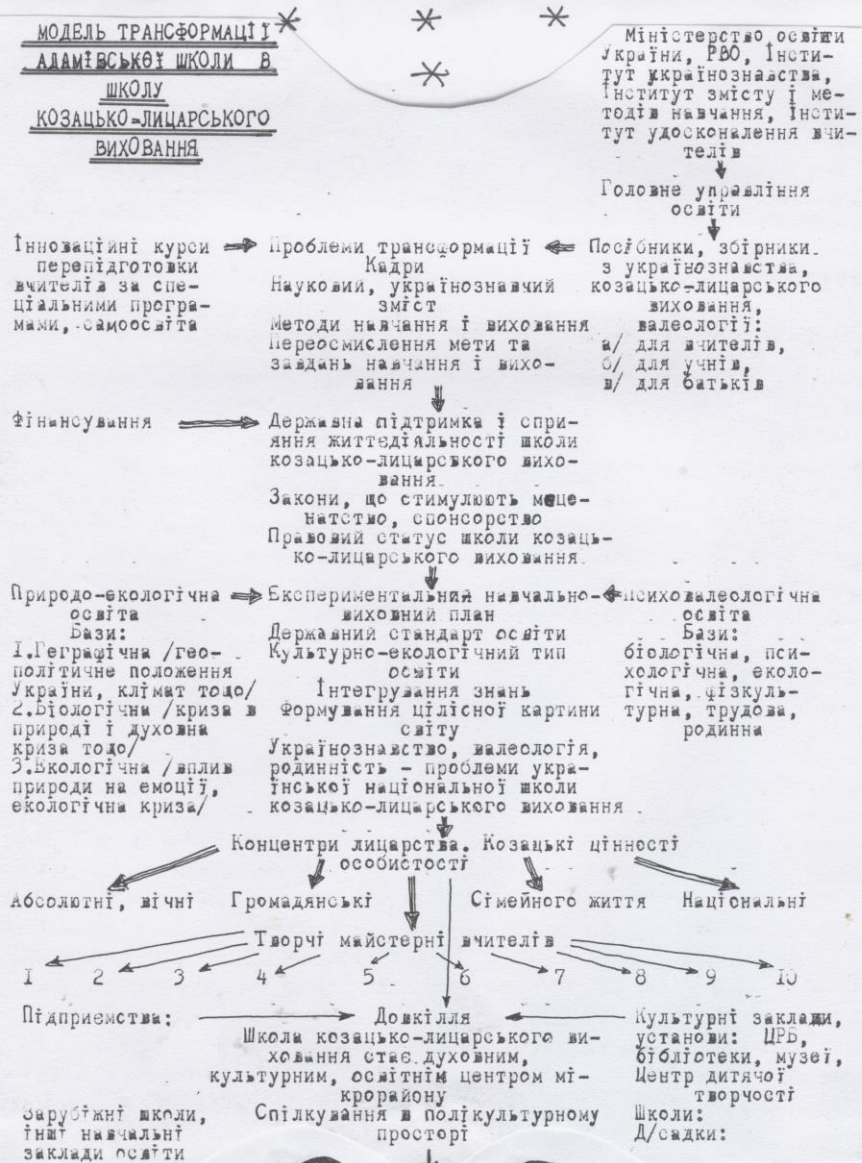 МОДЕЛЬ ТРАНСФОРМАЦІЇ
АДАМІВСЬКОЇ ШКОЛИ В
ШКОЛУ
КОЗАЦЬКО-ЛИЦАРСЬКОГО
ВИХОВАННЯ
Міністерство освіти
України, РВО, Інсти-
тут українознавства,
Інститут змісту і ме-
тодів навчання, Інсти-
тут удосконалення вчи-
телів
Головне управління
освіти
Інноваційні курси
перепідготовки
вчителів за спе-
ціальними програ-
мами, самоосвіта
Проблеми трансформації
Кадри
Науковий, українознавчий
зміст
Методи навчання і виховання
Переосмислення мети та
завдань навчання і вихо-
вання
Посібники, збірники
з українознавства,
козацько-лицарського
виховання,
валеології:
а/ для вчителів,
б/ для учнів,
в/ для батьків
Фінансування
Державна підтримка і спри-
яння життєдіяльності школи
козацько-лицарського вихо-
вання.
Закони, що стимулюють меце-
натство, спонсорство
Правовий статус школи козаць-
ко-лицарського виховання.
Природо-екологічна
освіта
Бази:
1.Геграфічна /гео-
політичне положення
України, клімат тощо/
2.Біологічна /криза в
природі і духовна
криза тощо/
3.Екологічна /вплив
природи на емоції,
екологічна криза/
Експериментальний навчально-
виховний план
Державний стандарт освіти
Культурно-екологічний тип
освіти
Інтегрування знань
Формування цілісної картини
світу
Українознавство, валеологія,
родинність - проблеми укра-
їнської національної школи
козацько-лицарського виховання
Психовалеологічна
освіта
Бази:
біологічна, пси-
хологічна, еколо-
гічна, фізкуль-
турна, трудова,
родинна
Концентри лицарства. Козацькі цінності
особистості
Абсолютні, вічні Громадянські Сімейного життя Національні
Творчі майстерні вчителів
1 2 3 4 5 6 7 8 9 10
Підприємства:
Довкілля
Школа козацько-лицарського ви-
ховання стає духовним,
культурним, освітнім центром мі-
крорайону
Спілкування в полікультурному
просторі
Культурні заклади,
установи: ЦРБ,
бібліотеки, музеї,
Центр дитячої
творчості
Школи:
Д/садки:
Зарубіжні школи,
інші навчальні
заклади освіти